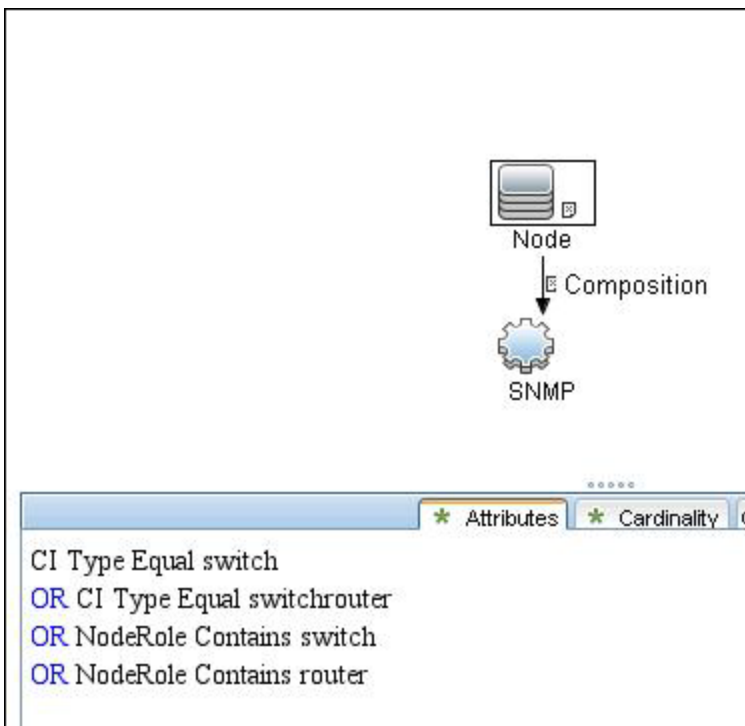 Node
Composition
SNMP
* Attributes * Cardinality
CI Type Equal switch
OR CI Type Equal switchrouter
OR NodeRole Contains switch
OR NodeRole Contains router